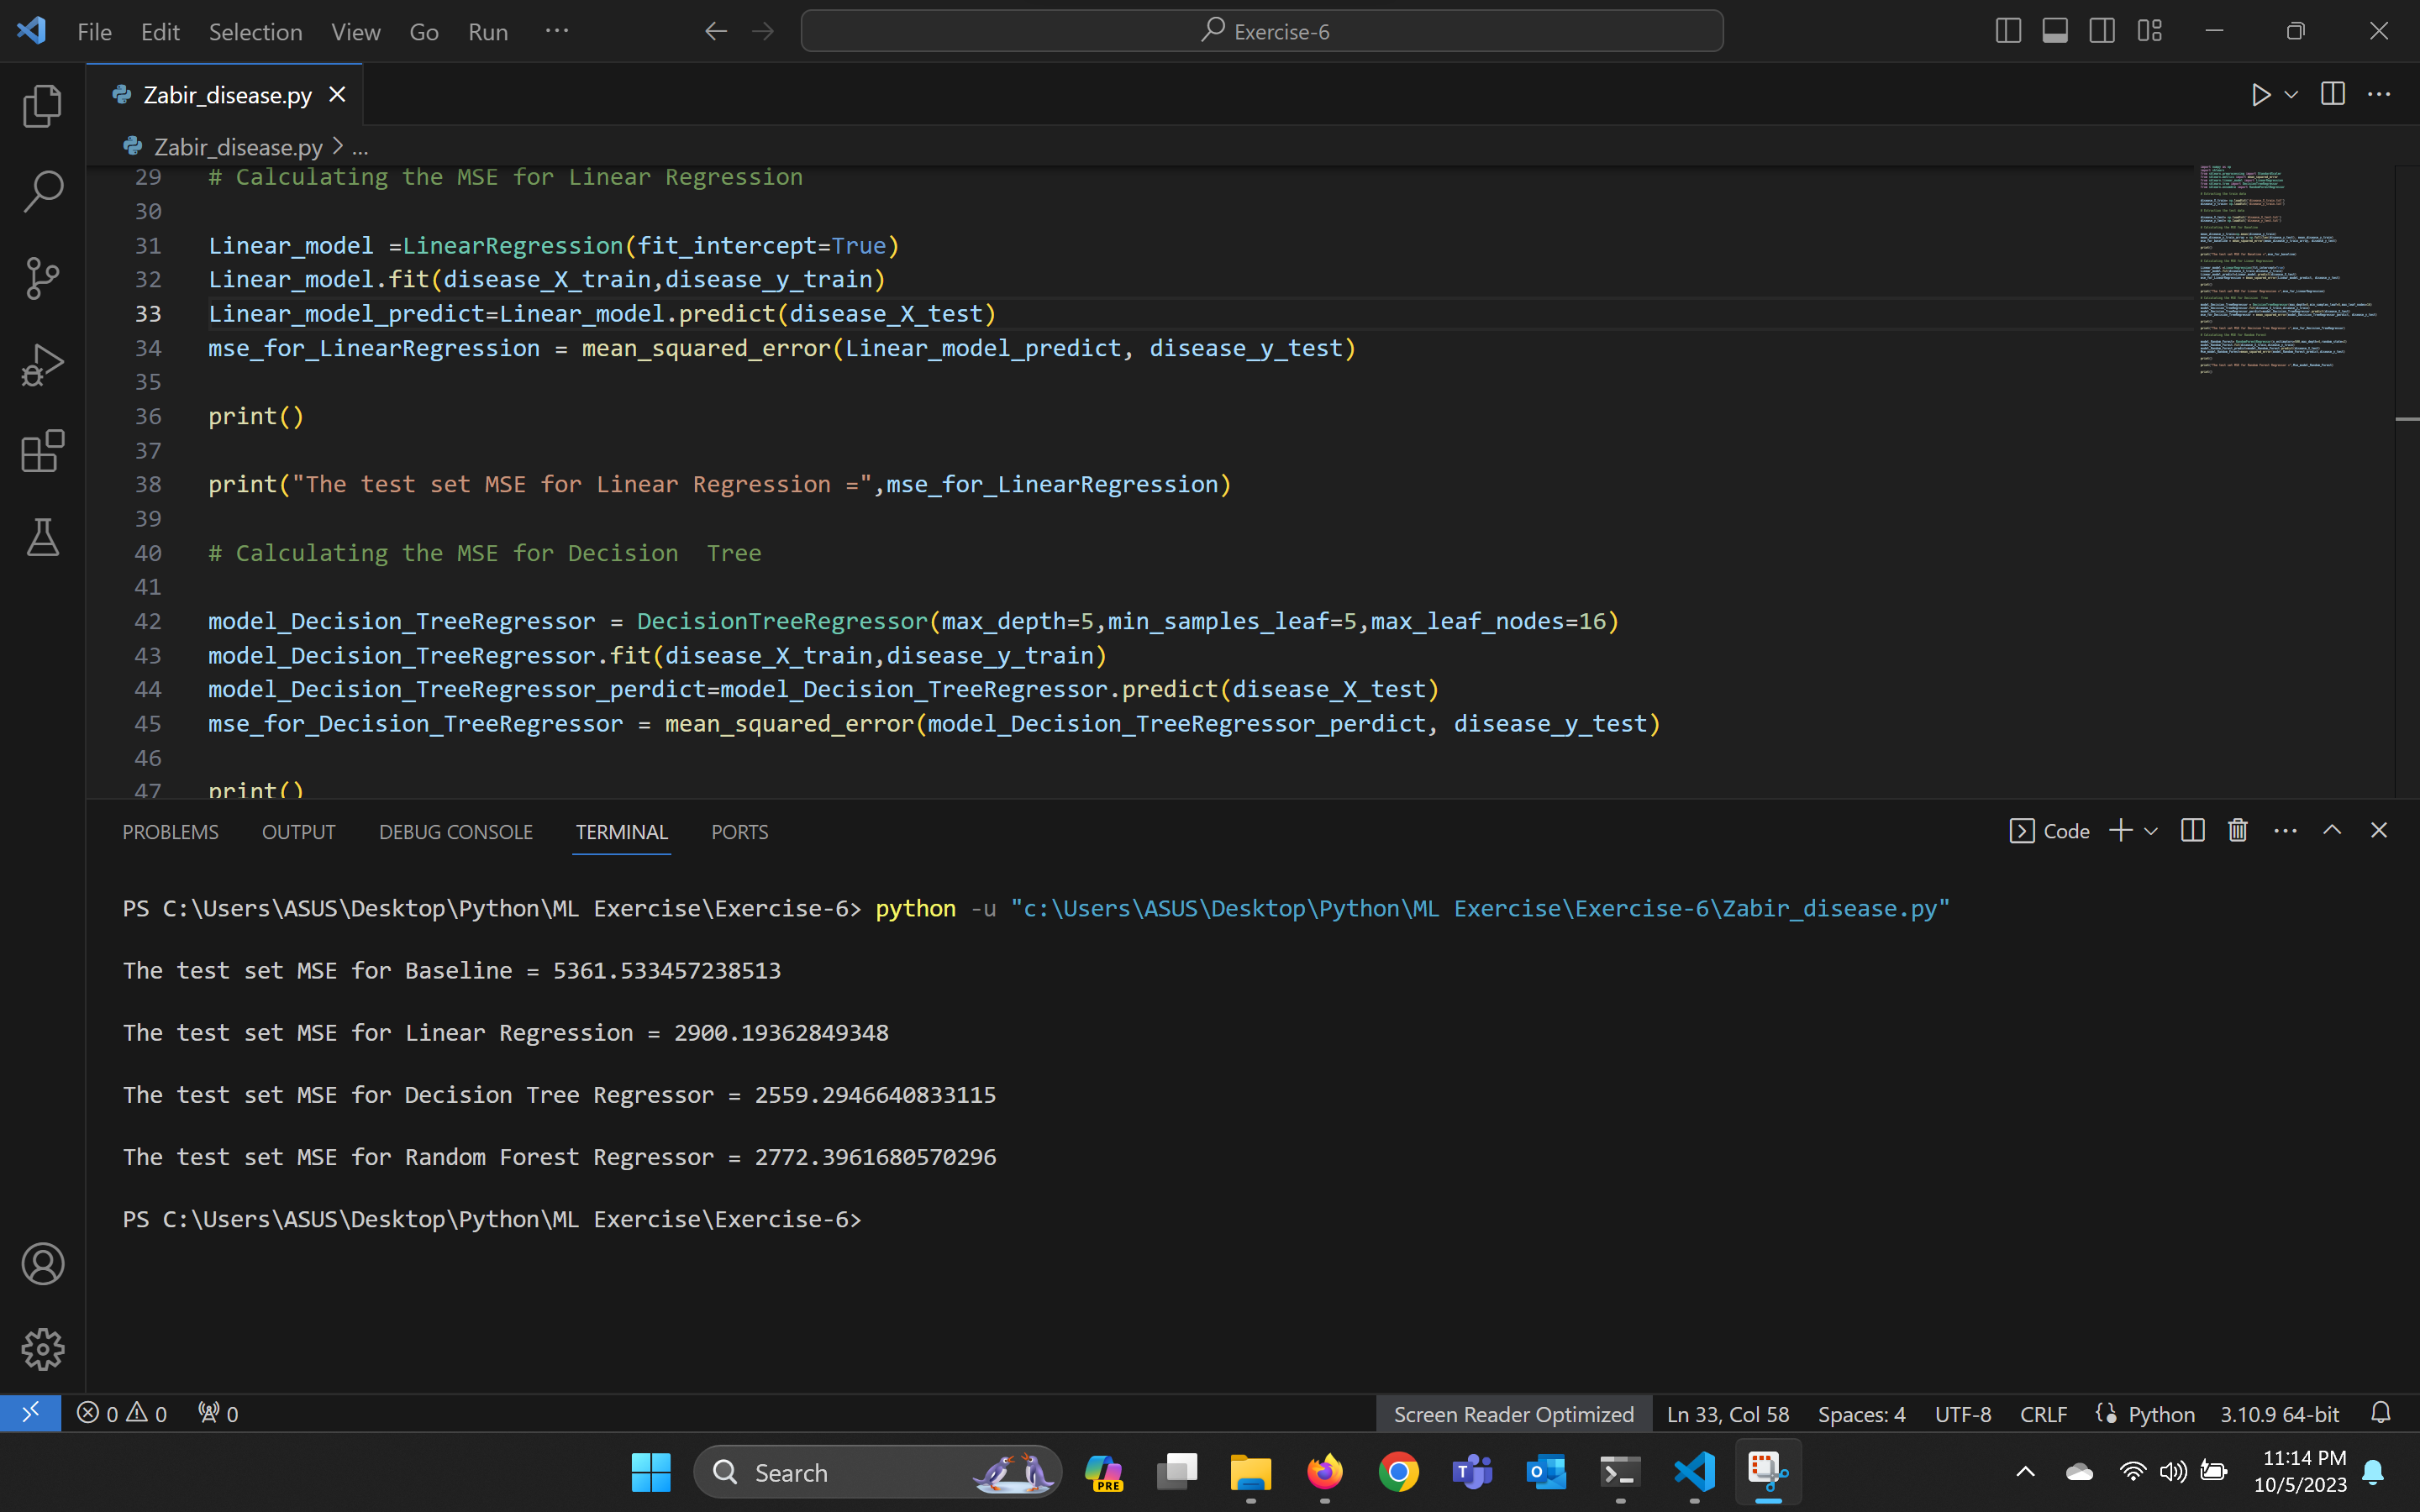 File Edit Selection View Go Run ···
Exercise-6
Zabir_disease.py
Zabir_disease.py > ...
29 # Calculating the MSE for Linear Regression
30
31 Linear_model =LinearRegression(fit_intercept=True)
32 Linear_model.fit(disease_X_train,disease_y_train)
33 Linear_model_predict=Linear_model.predict(disease_X_test)
34 mse_for_LinearRegression = mean_squared_error(Linear_model_predict, disease_y_test)
35
36 print()
37
38 print("The test set MSE for Linear Regression =",mse_for_LinearRegression)
39
40 # Calculating the MSE for Decision  Tree
41
42 model_Decision_TreeRegressor = DecisionTreeRegressor(max_depth=5,min_samples_leaf=5,max_leaf_nodes=16)
43 model_Decision_TreeRegressor.fit(disease_X_train,disease_y_train)
44 model_Decision_TreeRegressor_perdict=model_Decision_TreeRegressor.predict(disease_X_test)
45 mse_for_Decision_TreeRegressor = mean_squared_error(model_Decision_TreeRegressor_perdict, disease_y_test)
46
47 print()
PROBLEMS OUTPUT DEBUG CONSOLE TERMINAL PORTS
Code
PS C:\Users\ASUS\Desktop\Python\ML Exercise\Exercise-6> python -u "c:\Users\ASUS\Desktop\Python\ML Exercise\Exercise-6\Zabir_disease.py"
The test set MSE for Baseline = 5361.533457238513
The test set MSE for Linear Regression = 2900.19362849348
The test set MSE for Decision Tree Regressor = 2559.2946640833115
The test set MSE for Random Forest Regressor = 2772.3961680570296
PS C:\Users\ASUS\Desktop\Python\ML Exercise\Exercise-6>
0 0 0
Screen Reader Optimized Ln 33, Col 58 Spaces: 4 UTF-8 CRLF Python 3.10.9 64-bit
Search
PRE
11:14 PM
10/5/2023